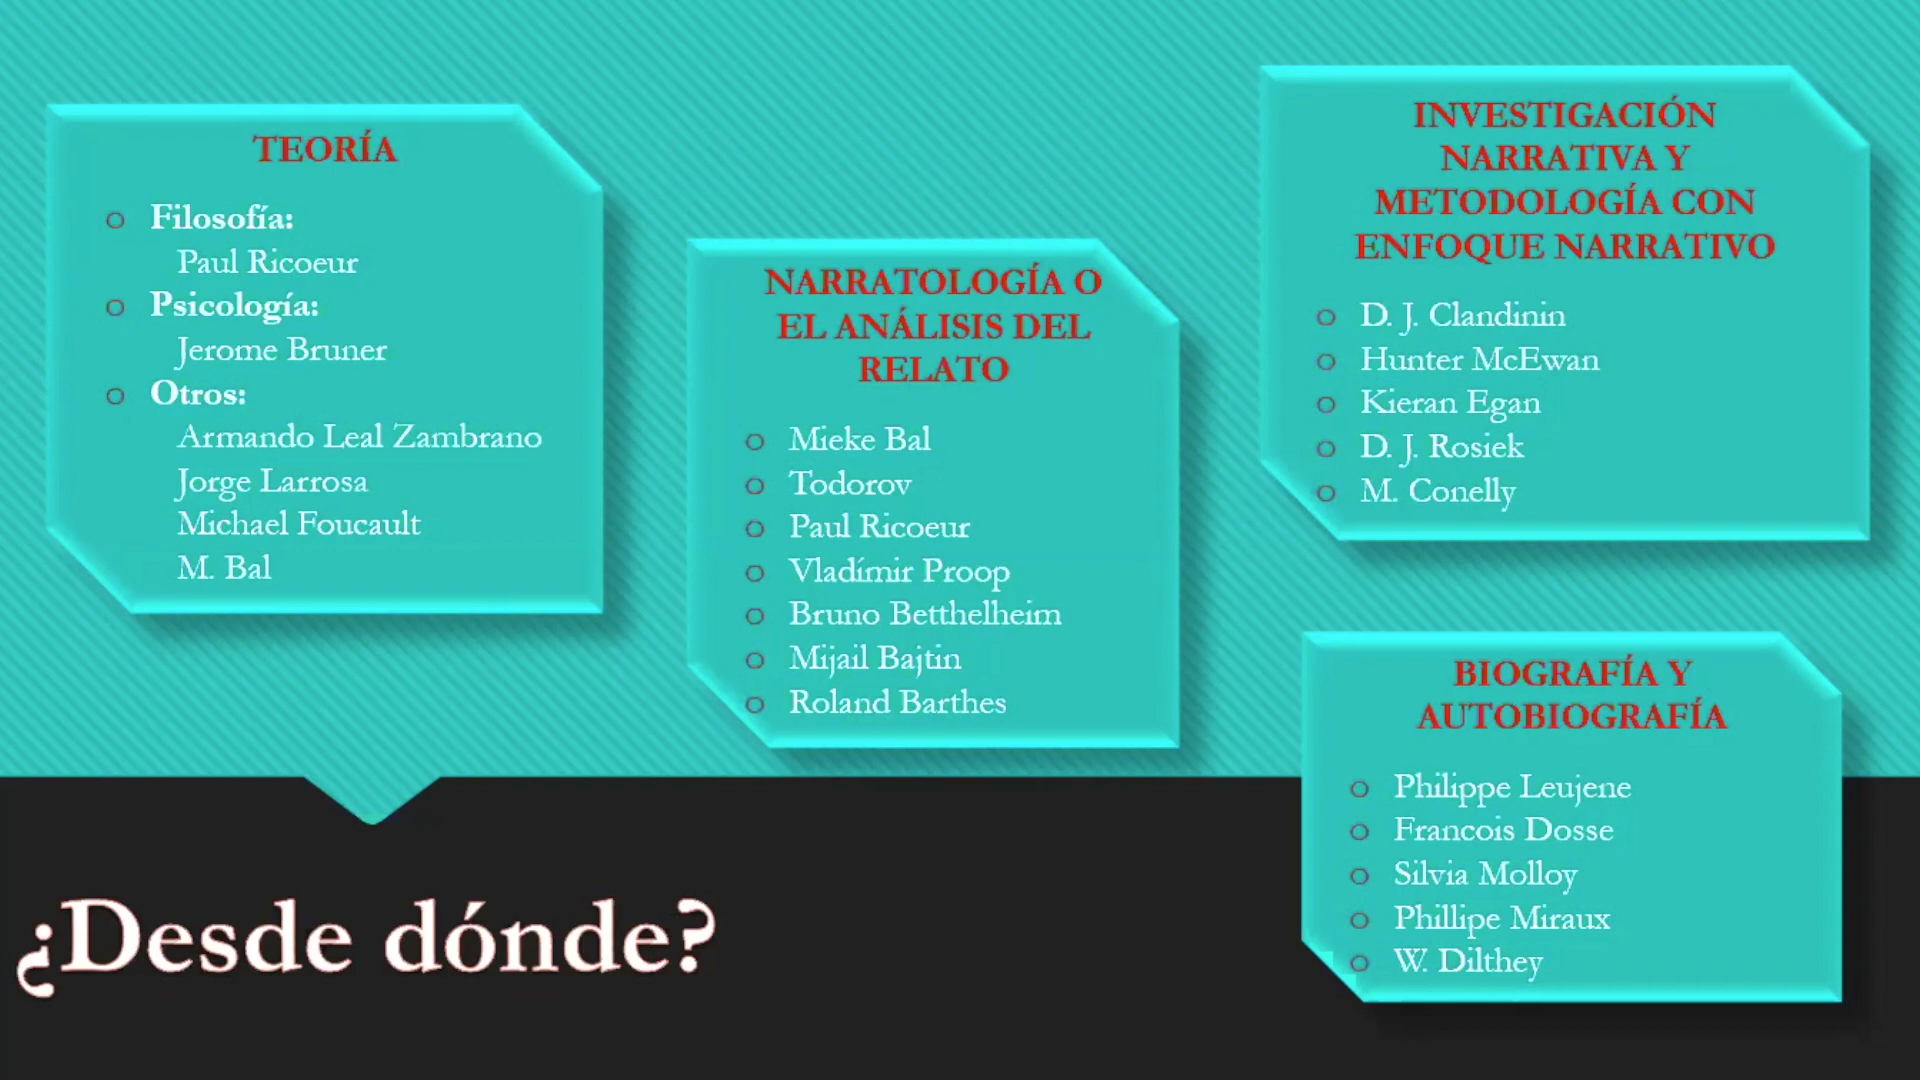 TEORÍA
o Filosofía:
Paul Ricoeur
o Psicología:
Jerome Bruner
o Otros:
Armando Leal Zambrano
Jorge Larrosa
Michael Foucault
M. Bal
NARRATOLOGÍA O
EL ANÁLISIS DEL
RELATO
o Mieke Bal
o Todorov
o Paul Ricoeur
o Vladímir Proop
o Bruno Betthelheim
o Mijail Bajtin
o Roland Barthes
INVESTIGACIÓN
NARRATIVA Y
METODOLOGÍA CON
ENFOQUE NARRATIVO
o D. J. Clandinin
o Hunter McEwan
o Kieran Egan
o D. J. Rosiek
o M. Conelly
BIOGRAFÍA Y
AUTOBIOGRAFÍA
o Philippe Leujene
o Francois Dosse
o Silvia Molloy
o Phillipe Miraux
o W. Dilthey
¿Desde dónde?